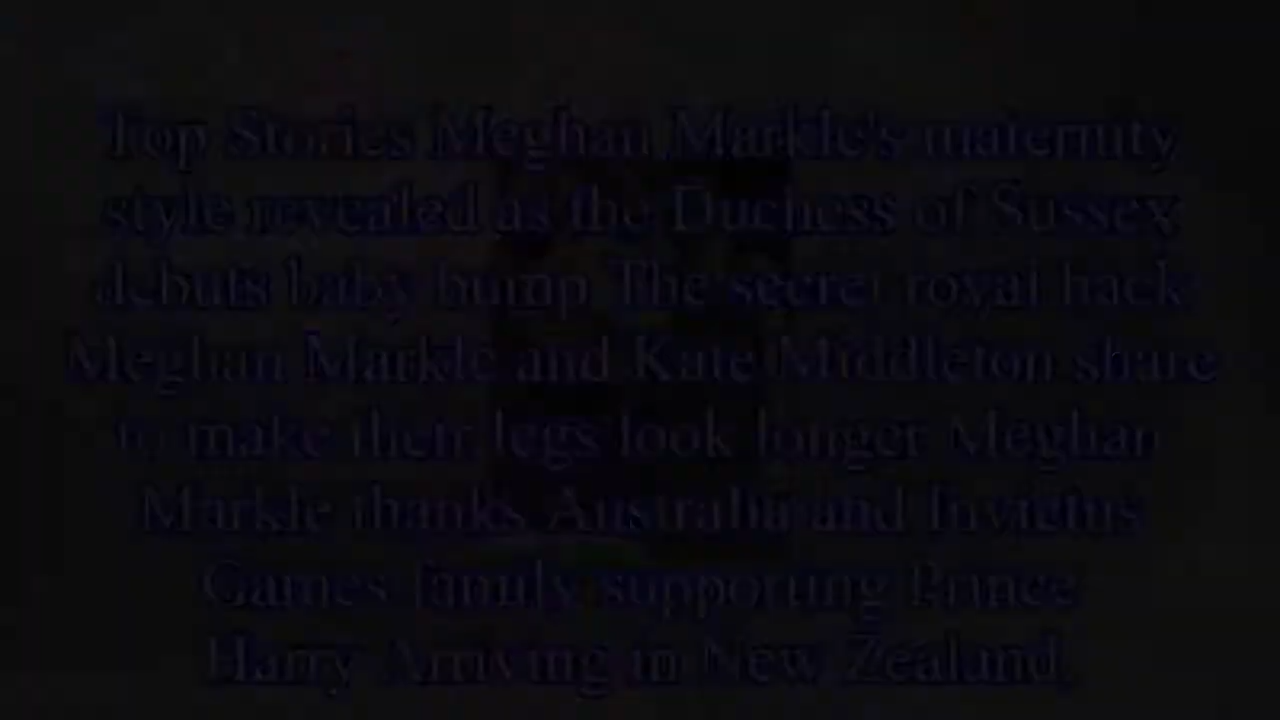 Top Stories Meghan Markle's maternity
style revealed as the Duchess of Sussex
debuts baby bump The secret royal hack
Meghan Markle and Kate Middleton share
to make their legs look longer Meghan
Markle thanks Australia and Invictus
Games family supporting Prince
Harry Arriving in New Zealand,